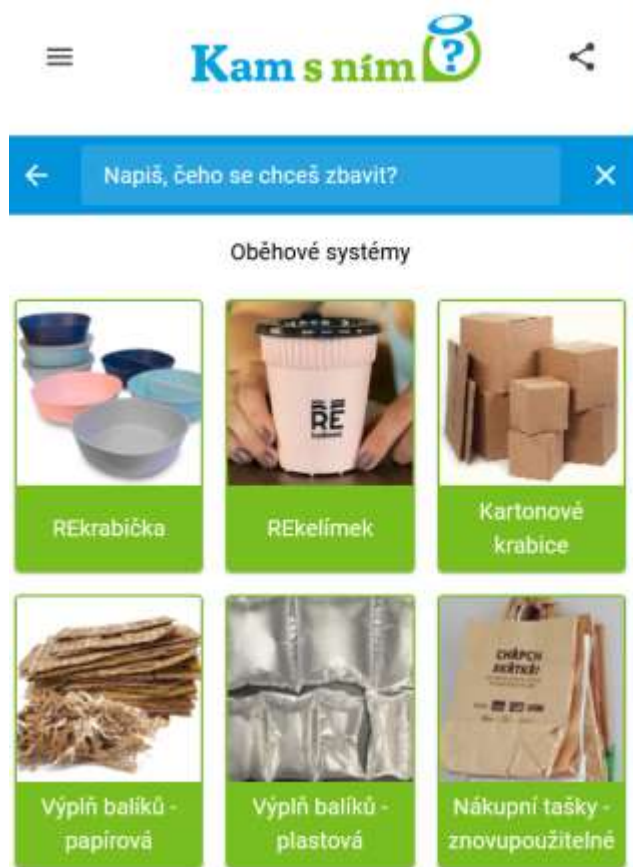 Kam s ním ?
Napiš, čeho se chceš zbavit?
Oběhové systémy
RE
REkrabička
REkelímek
Kartonové
krabice
Výplň balíků -
papírová
Výplň balíků -
plastová
Nákupní tašky -
znovupoužitelné